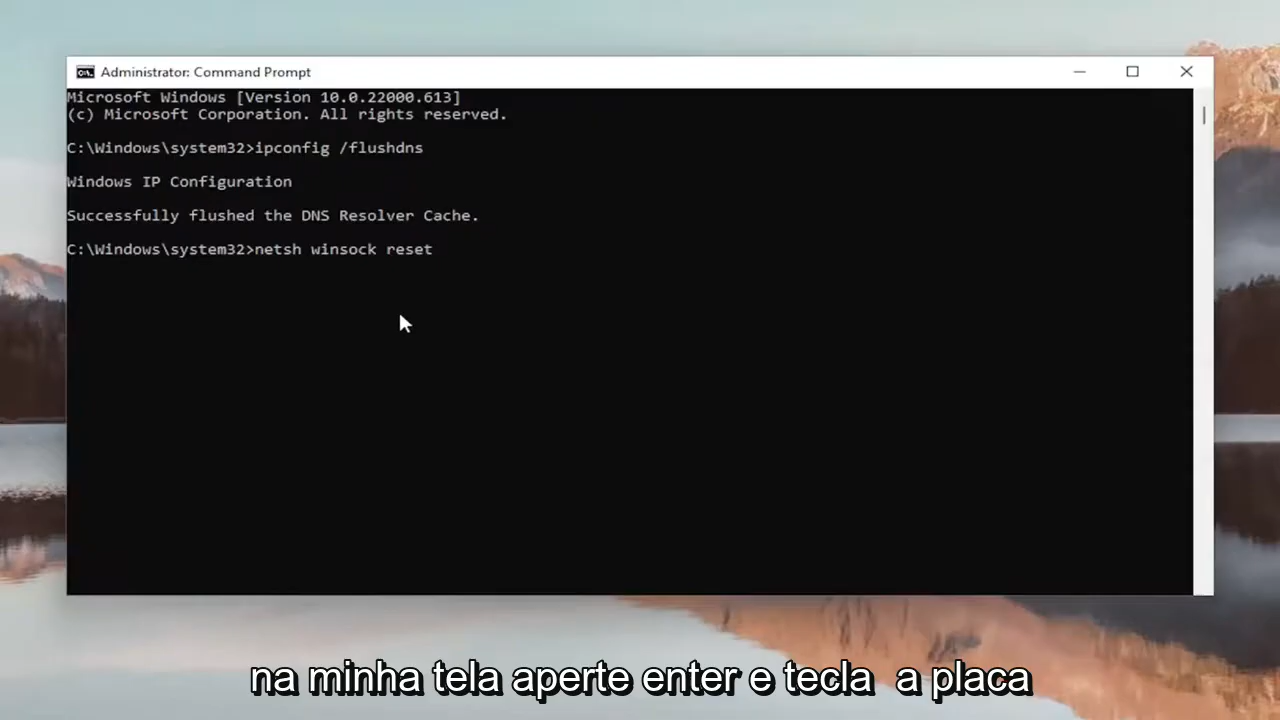 Administrator: Command Prompt
Microsoft Windows [Version 10.0.22000.613]
(c) Microsoft Corporation. All rights reserved.
C:\Windows\system32>ipconfig /flushdns
Windows IP Configuration
Successfully flushed the DNS Resolver Cache.
C:\Windows\system32>netsh winsock reset
na minha tela aperte enter e tecla a placa